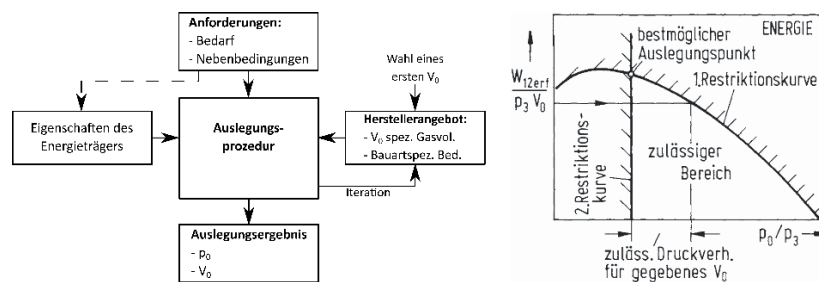 Anforderungen:
- Bedarf
- Nebenbedingungen
Wahl eines
ersten V₀
Eigenschaften des
Energieträgers
Auslegungs-
prozedur
Herstellerangebot:
- V₀ spez. Gasvol.
- Bauartspez. Bed.
Iteration
Auslegungsergebnis
- p₀
- V₀
ENERGIE
bestmöglicher
Auslegungspunkt
1.Restriktionskurve
W₁₂erf
p₃ V₀
2.Restriktions-
kurve
zulässiger
Bereich
p₀/p₃
zuläss. Druckverh.
für gegebenes V₀